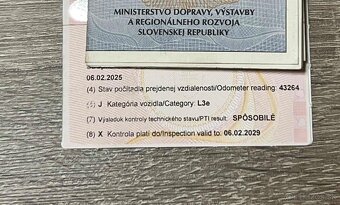 MINISTERSTVO DOPRAVY, VÝSTAVBY
A REGIONÁLNEHO ROZVOJA
SLOVENSKEJ REPUBLIKY
06.02.2025
(4) Stav počítadla prejdenej vzdialenosti/Odometer reading: 43264
(5) J Kategória vozidla/Category: L3e
(7) Výsledok kontroly technického stavu/PTI result: SPÔSOBILÉ
(8) X Kontrola platí do/Inspection valid to: 06.02.2029